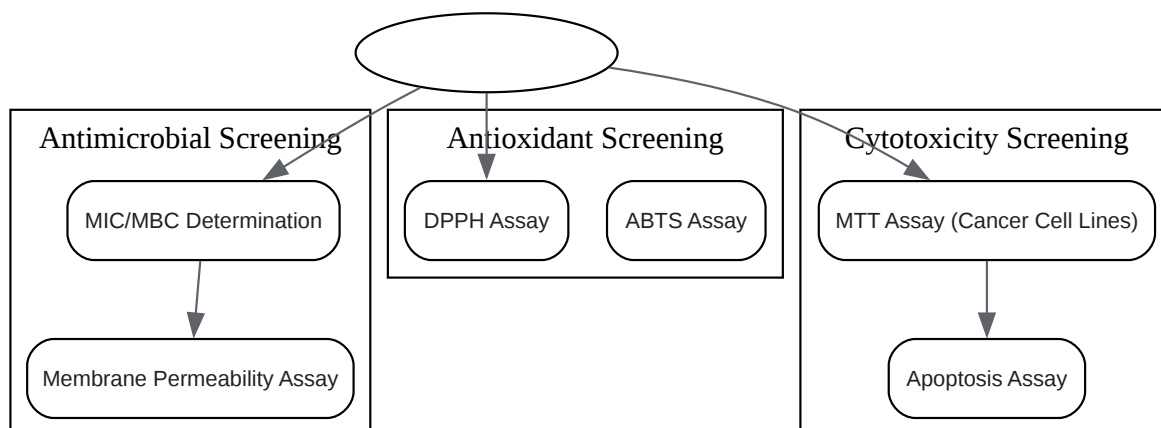 Antimicrobial Screening
Antioxidant Screening
Cytotoxicity Screening
MIC/MBC Determination
DPPH Assay
ABTS Assay
MTT Assay (Cancer Cell Lines)
Membrane Permeability Assay
Apoptosis Assay